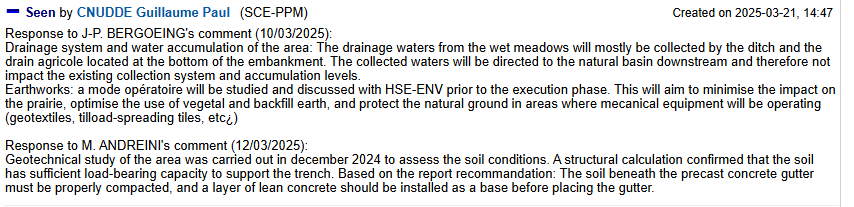 Seen by CNUDDE Guillaume Paul (SCE-PPM) Created on 2025-03-21, 14:47
Response to J-P. BERGOEING's comment (10/03/2025):
Drainage system and water accumulation of the area: The drainage waters from the wet meadows will mostly be collected by the ditch and the
drain agricole located at the bottom of the embankment. The collected waters will be directed to the natural basin downstream and therefore not
impact the existing collection system and accumulation levels.
Earthworks: a mode opératoire will be studied and discussed with HSE-ENV prior to the execution phase. This will aim to minimise the impact on
the prairie, optimise the use of vegetal and backfill earth, and protect the natural ground in areas where mecanical equipment will be operating
(geotextiles, tilload-spreading tiles, etc¿)
Response to M. ANDREINI's comment (12/03/2025):
Geotechnical study of the area was carried out in december 2024 to assess the soil conditions. A structural calculation confirmed that the soil
has sufficient load-bearing capacity to support the trench. Based on the report recommandation: The soil beneath the precast concrete gutter
must be properly compacted, and a layer of lean concrete should be installed as a base before placing the gutter.